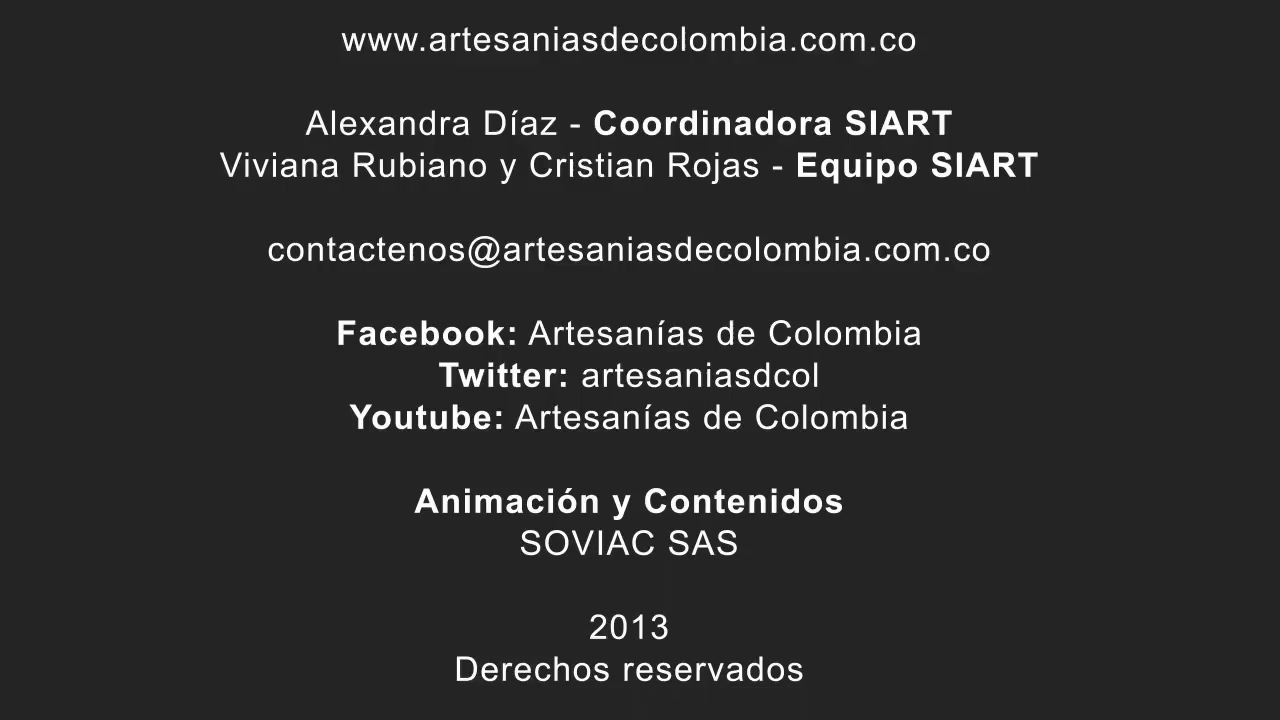 www.artesaniasdecolombia.com.co
Alexandra Díaz - Coordinadora SIART
Viviana Rubiano y Cristian Rojas - Equipo SIART
contactenos@artesaniasdecolombia.com.co
Facebook: Artesanías de Colombia
Twitter: artesaniasdcol
Youtube: Artesanías de Colombia
Animación y Contenidos
SOVIAC SAS
2013
Derechos reservados